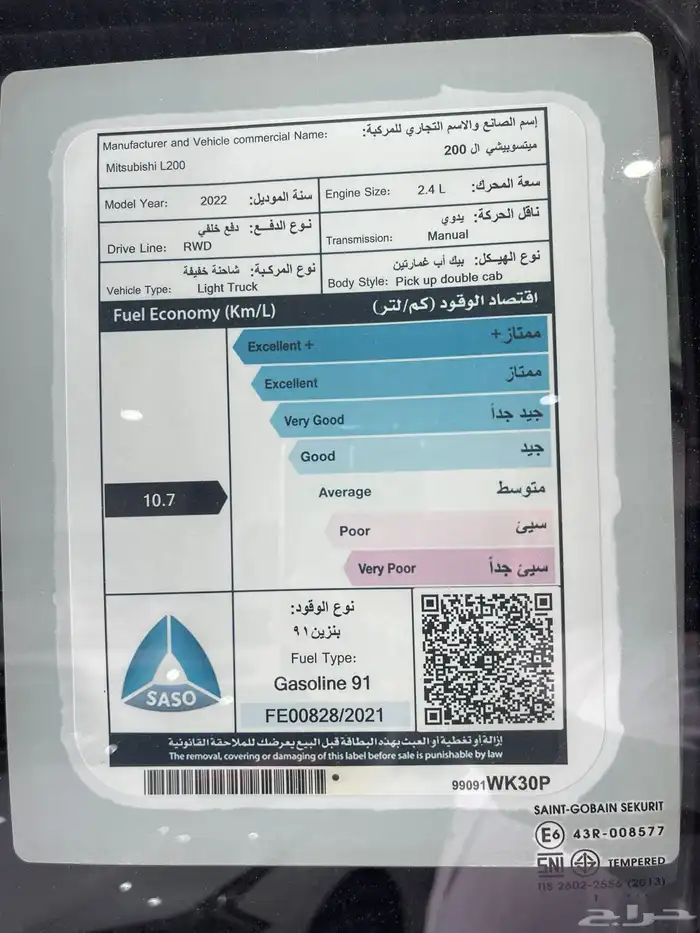 Manufacturer and Vehicle commercial Name: إسم الصانع والاسم التجاري للمركبة:
Mitsubishi L200 ميتسوبيشي ال 200
Model Year: 2022 سنة الموديل:
Engine Size: 2.4 L سعة المحرك:
نوع الدفع: دفع خلفي
Drive Line: RWD
ناقل الحركة: يدوي
Transmission: Manual
نوع المركبة: شاحنة خفيفة
Vehicle Type: Light Truck
نوع الهيكل: بيك أب غمارتين
Body Style: Pick up double cab
Fuel Economy (Km/L) اقتصاد الوقود (كم/لتر)
Excellent + ممتاز +
Excellent ممتاز
Very Good جيد جداً
Good جيد
10.7
Average متوسط
Poor سيئ
Very Poor سيئ جداً
SASO
نوع الوقود:
بنزين ٩١
Fuel Type:
Gasoline 91
FE00828/2021
إزالة أو تغطية أو العبث بهذه البطاقة قبل البيع يعرضك للملاحقة القانونية
The removal, covering or damaging of this label before sale is punishable by law
99091WK30P
SAINT-GOBAIN SEKURIT
E6 43R-008577
SNI TEMPERED
TIS 2602-2556 (2013)
حراج